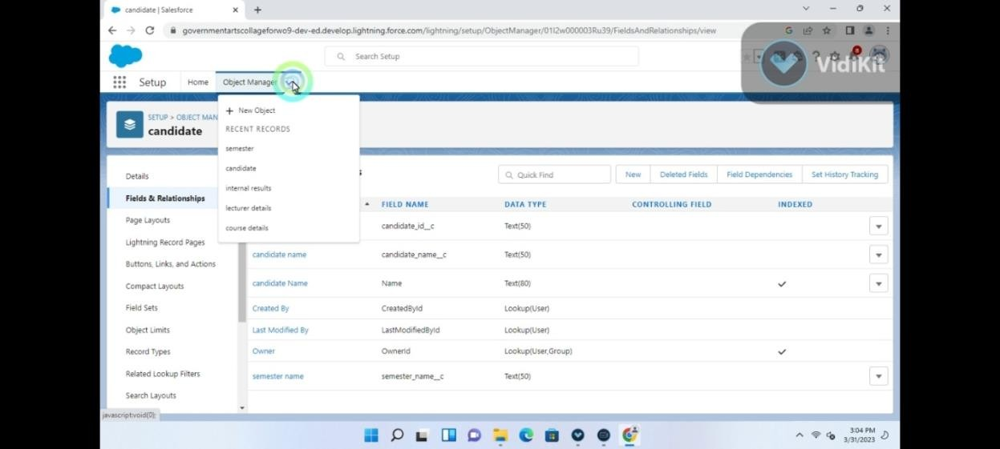 candidate | Salesforce
governmentartscollageforwo9-dev-ed.develop.lightning.force.com/lightning/setup/ObjectManager/01I2w000003Ru39/FieldsAndRelationships/view
Search Setup
VidiKit
Setup Home Object Manager
New Object
SETUP > OBJECT MAN
candidate
RECENT RECORDS
semester
candidate
internal results
lecturer details
course details
Details
Fields & Relationships
Page Layouts
Lightning Record Pages
Buttons, Links, and Actions
Compact Layouts
Field Sets
Object Limits
Record Types
Related Lookup Filters
Search Layouts
Quick Find New Deleted Fields Field Dependencies Set History Tracking
FIELD NAME DATA TYPE CONTROLLING FIELD INDEXED
candidate_id__c Text(50)
candidate name candidate_name__c Text(50)
candidate Name Name Text(80)
Created By CreatedById Lookup(User)
Last Modified By LastModifiedById Lookup(User)
Owner OwnerId Lookup(User,Group)
semester name semester_name__c Text(50)
javascript:void(0);
3:04 PM
3/31/2023